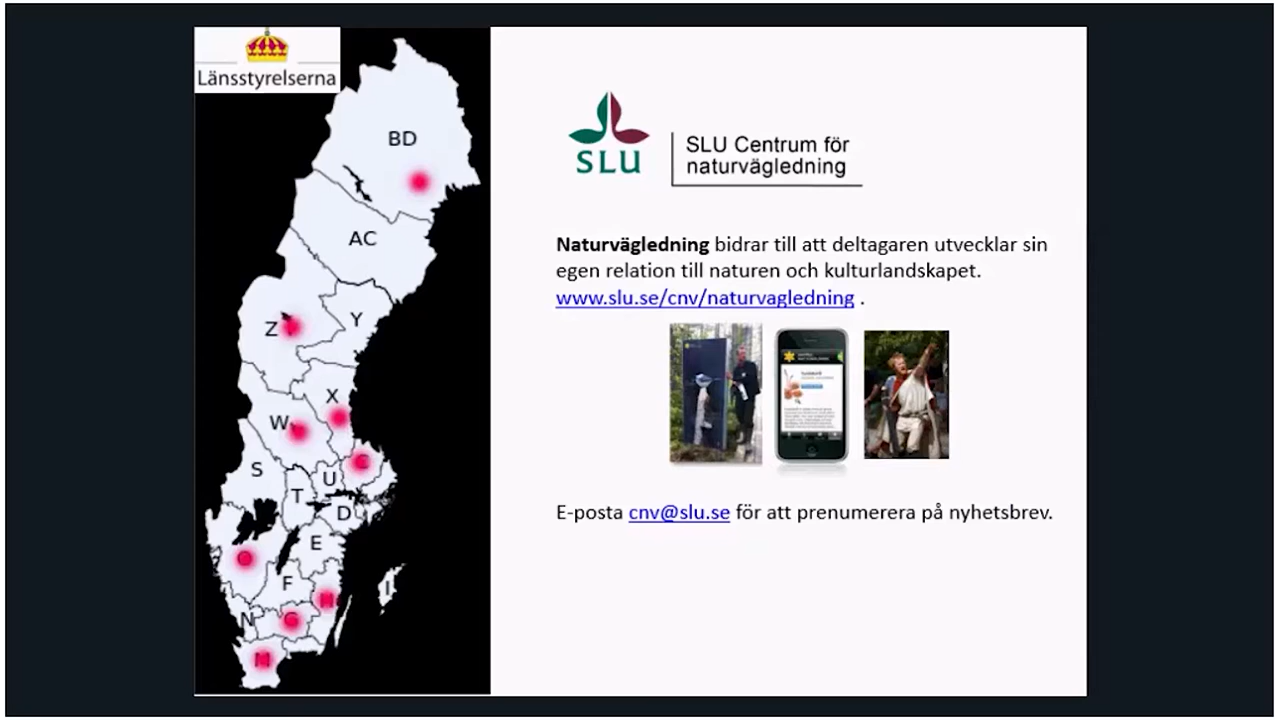 Länsstyrelserna
BD
AC
Z
Y
X
W
C
S
U
T
D
E
O
F
I
H
N
G
M
SLU
SLU Centrum för
naturvägledning
Naturvägledning bidrar till att deltagaren utvecklar sin
egen relation till naturen och kulturlandskapet.
www.slu.se/cnv/naturvagledning .
E-posta cnv@slu.se för att prenumerera på nyhetsbrev.